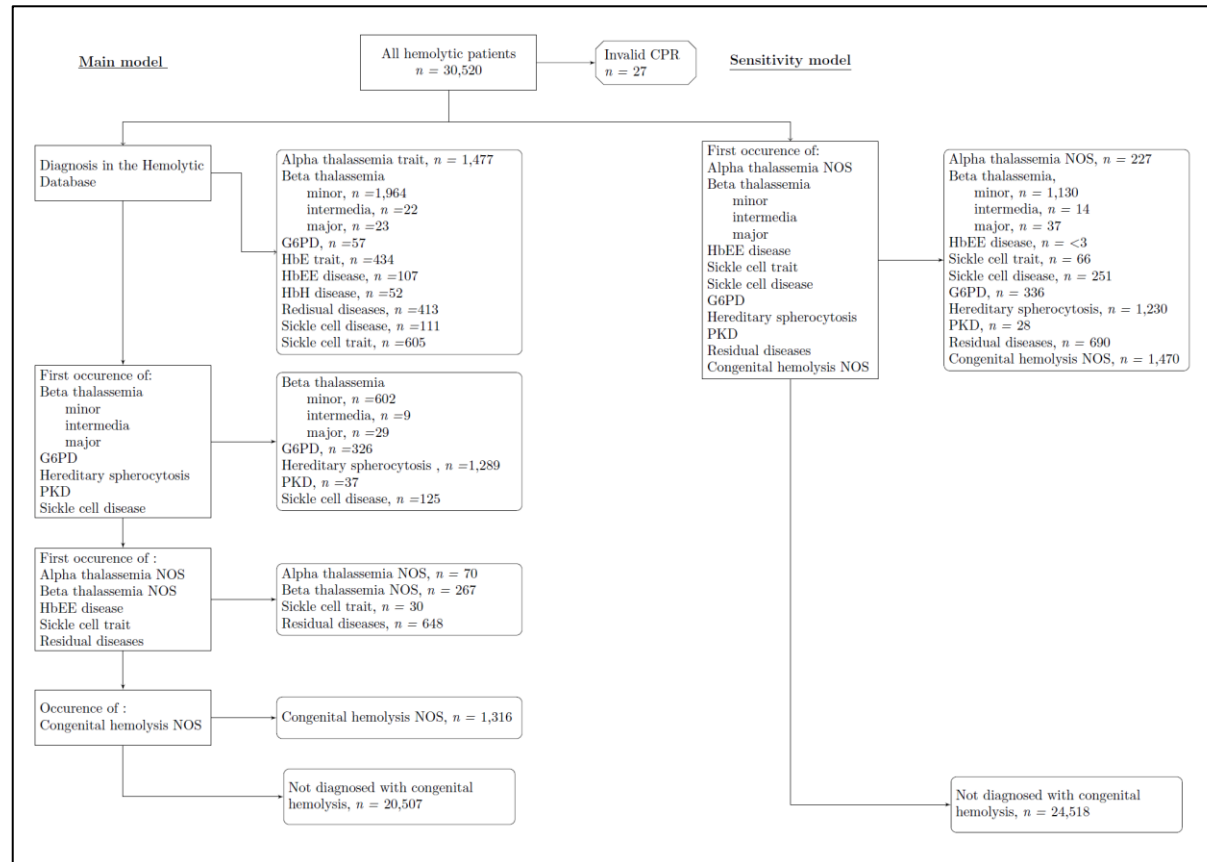 Main model
All hemolytic patients
n = 30,520
Invalid CPR
n = 27
Sensitivity model
Diagnosis in the Hemolytic
Database
Alpha thalassemia trait, n = 1,477
Beta thalassemia
minor, n =1,964
intermedia, n =22
major, n =23
G6PD, n =57
HbE trait, n =434
HbEE disease, n =107
HbH disease, n =52
Redisual diseases, n =413
Sickle cell disease, n =111
Sickle cell trait, n =605
First occurence of:
Beta thalassemia
minor
intermedia
major
G6PD
Hereditary spherocytosis
PKD
Sickle cell disease
Beta thalassemia
minor, n =602
intermedia, n =9
major, n =29
G6PD, n =326
Hereditary spherocytosis , n =1,289
PKD, n =37
Sickle cell disease, n =125
First occurence of :
Alpha thalassemia NOS
Beta thalassemia NOS
HbEE disease
Sickle cell trait
Residual diseases
Alpha thalassemia NOS, n = 70
Beta thalassemia NOS, n = 267
Sickle cell trait, n = 30
Residual diseases, n = 648
Occurence of :
Congenital hemolysis NOS
Congenital hemolysis NOS, n = 1,316
Not diagnosed with congenital
hemolysis, n = 20,507
First occurence of:
Alpha thalassemia NOS
Beta thalassemia
minor
intermedia
major
HbEE disease
Sickle cell trait
Sickle cell disease
G6PD
Hereditary spherocytosis
PKD
Residual diseases
Congenital hemolysis NOS
Alpha thalassemia NOS, n = 227
Beta thalassemia,
minor, n = 1,130
intermedia, n = 14
major, n = 37
HbEE disease, n = <3
Sickle cell trait, n = 66
Sickle cell disease, n = 251
G6PD, n = 336
Hereditary spherocytosis, n = 1,230
PKD, n = 28
Residual diseases, n = 690
Congenital hemolysis NOS, n = 1,470
Not diagnosed with congenital
hemolysis, n = 24,518